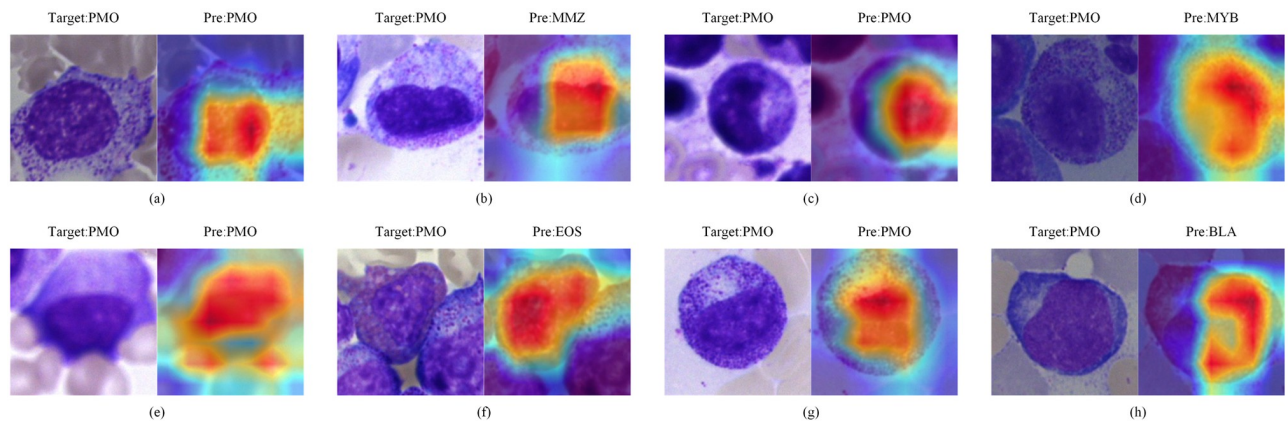 Target:PMO Pre:PMO Target:PMO Pre:MMZ Target:PMO Pre:PMO Target:PMO Pre:MYB
(a) (b) (c) (d)
Target:PMO Pre:PMO Target:PMO Pre:EOS Target:PMO Pre:PMO Target:PMO Pre:BLA
(e) (f) (g) (h)